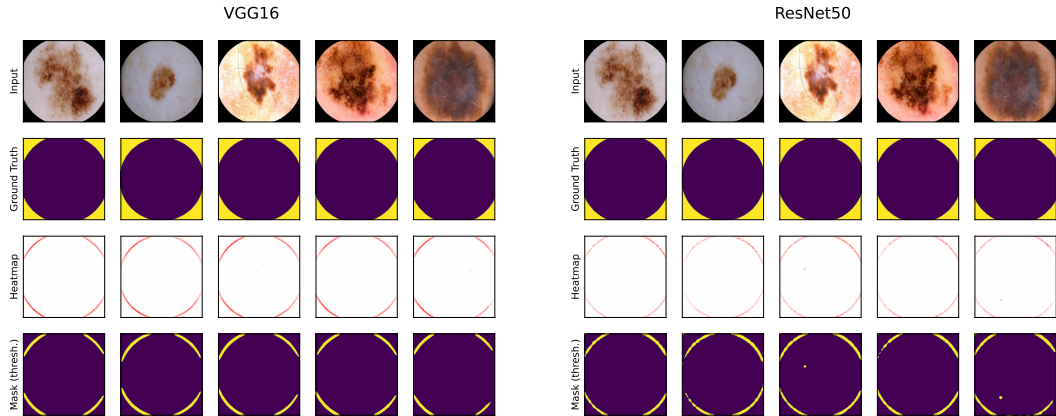 VGG16
Input
Ground Truth
Heatmap
Mask (thresh.)
ResNet50
Input
Ground Truth
Heatmap
Mask (thresh.)